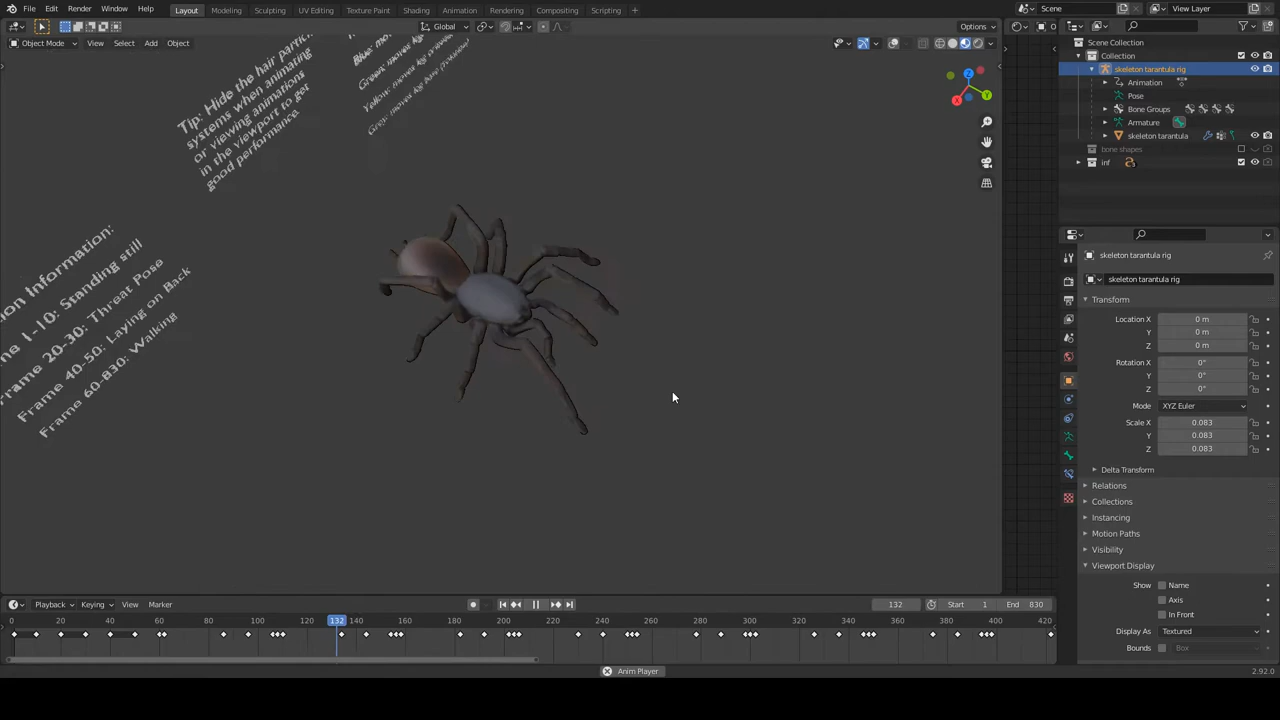 File Edit Render Window Help Layout Modeling Sculpting UV Editing Texture Paint Shading Animation Rendering Compositing Scripting + Scene View Layer
Global Options
Object Mode View Select Add Object
Tip: Hide the hair partic
systems when animating
or viewing animations
in the viewport to get
good performance.
Information:
1-10: Standing still
Frame 20-30: Threat Pose
Frame 40-50: Laying on Back
Frame 60-830: Walking
Z
Y
X
Scene Collection
Collection
skeleton tarantula rig
Animation
Pose
Bone Groups
Armature
skeleton tarantula
bone shapes
inf
skeleton tarantula rig
skeleton tarantula rig
Transform
Location X 0 m
Y 0 m
Z 0 m
Rotation X 0°
Y 0°
Z 0°
Mode XYZ Euler
Scale X 0.083
Y 0.083
Z 0.083
Delta Transform
Relations
Collections
Instancing
Motion Paths
Visibility
Viewport Display
Show Name
Axis
In Front
Display As Textured
Bounds Box
Playback Keying View Marker 132 Start 1 End 830
0 20 40 60 80 100 120 132 140 160 180 200 220 240 260 280 300 320 340 360 380 400 420
Anim Player
2.92.0